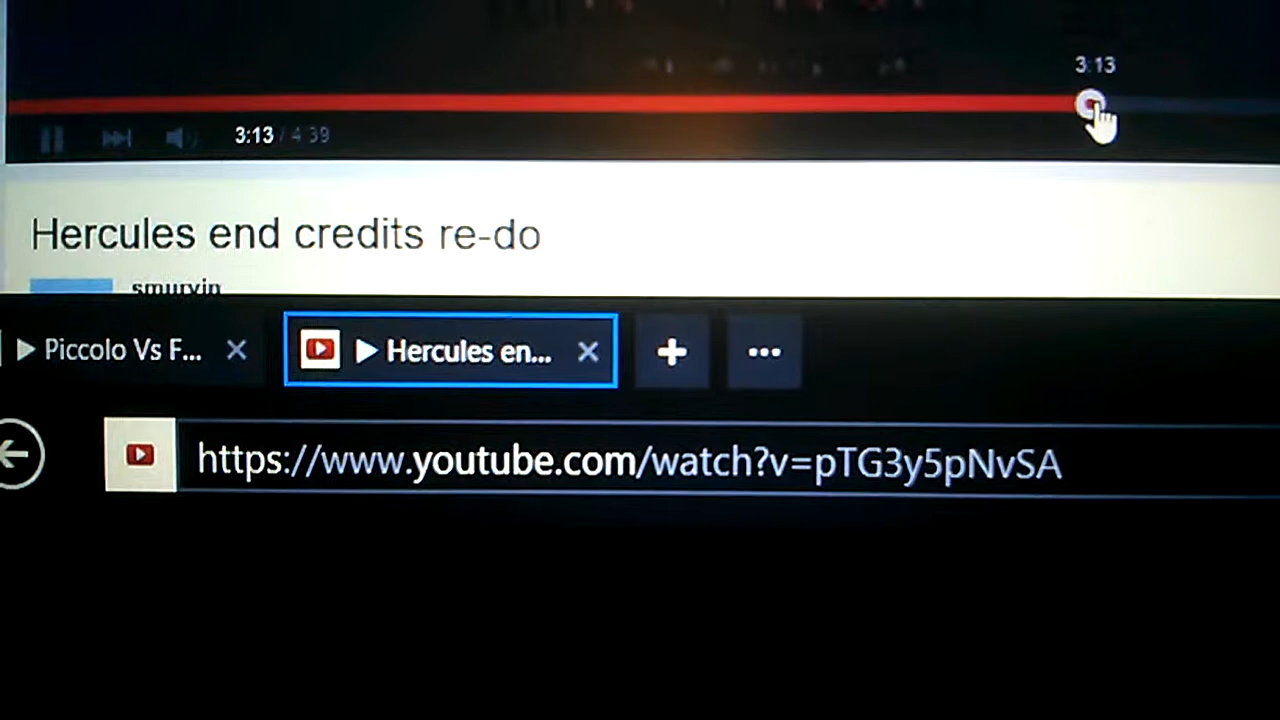 3:13
3:13 / 4:39
Hercules end credits re-do
smurvin
Piccolo Vs F...
Hercules en...
https://www.youtube.com/watch?v=pTG3y5pNvSA